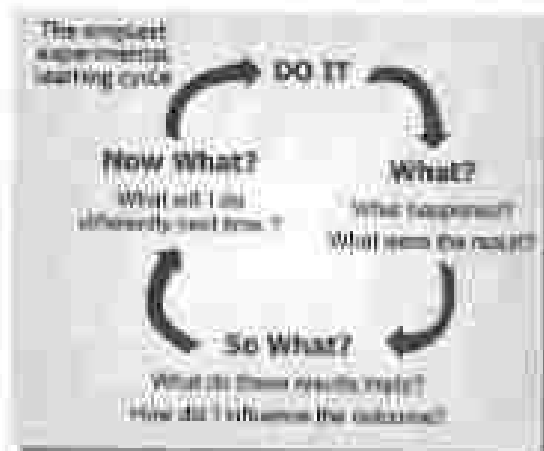 The simplest
experimental
learning cycle
DO IT
What?
What happened?
What were the results?
So What?
What do these results imply?
How did I influence the outcome?
Now What?
What will I do
differently next time?